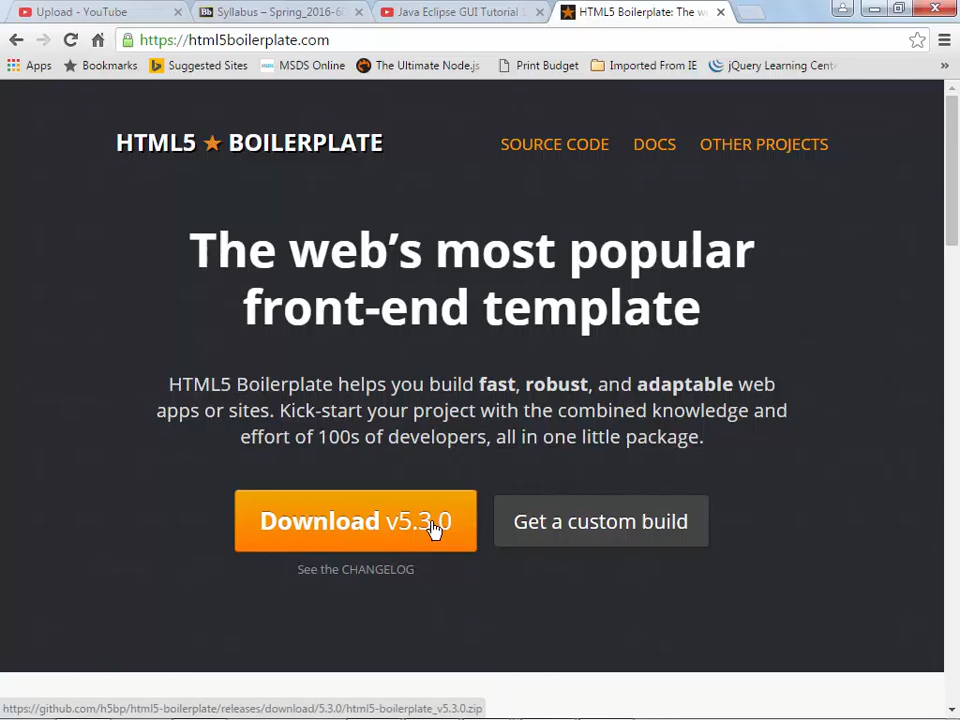 Upload - YouTube
Bb Syllabus – Spring_2016-6
Java Eclipse GUI Tutorial 1
HTML5 Boilerplate: The w
https://html5boilerplate.com
Apps
Bookmarks
Suggested Sites
MSDS Online
The Ultimate Node.js
Print Budget
Imported From IE
jQuery Learning Cent
»
HTML5 ★ BOILERPLATE
SOURCE CODE
DOCS
OTHER PROJECTS
The web’s most popular
front-end template
HTML5 Boilerplate helps you build fast, robust, and adaptable web
apps or sites. Kick-start your project with the combined knowledge and
effort of 100s of developers, all in one little package.
Download v5.3.0
Get a custom build
See the CHANGELOG
https://github.com/h5bp/html5-boilerplate/releases/download/5.3.0/html5-boilerplate_v5.3.0.zip